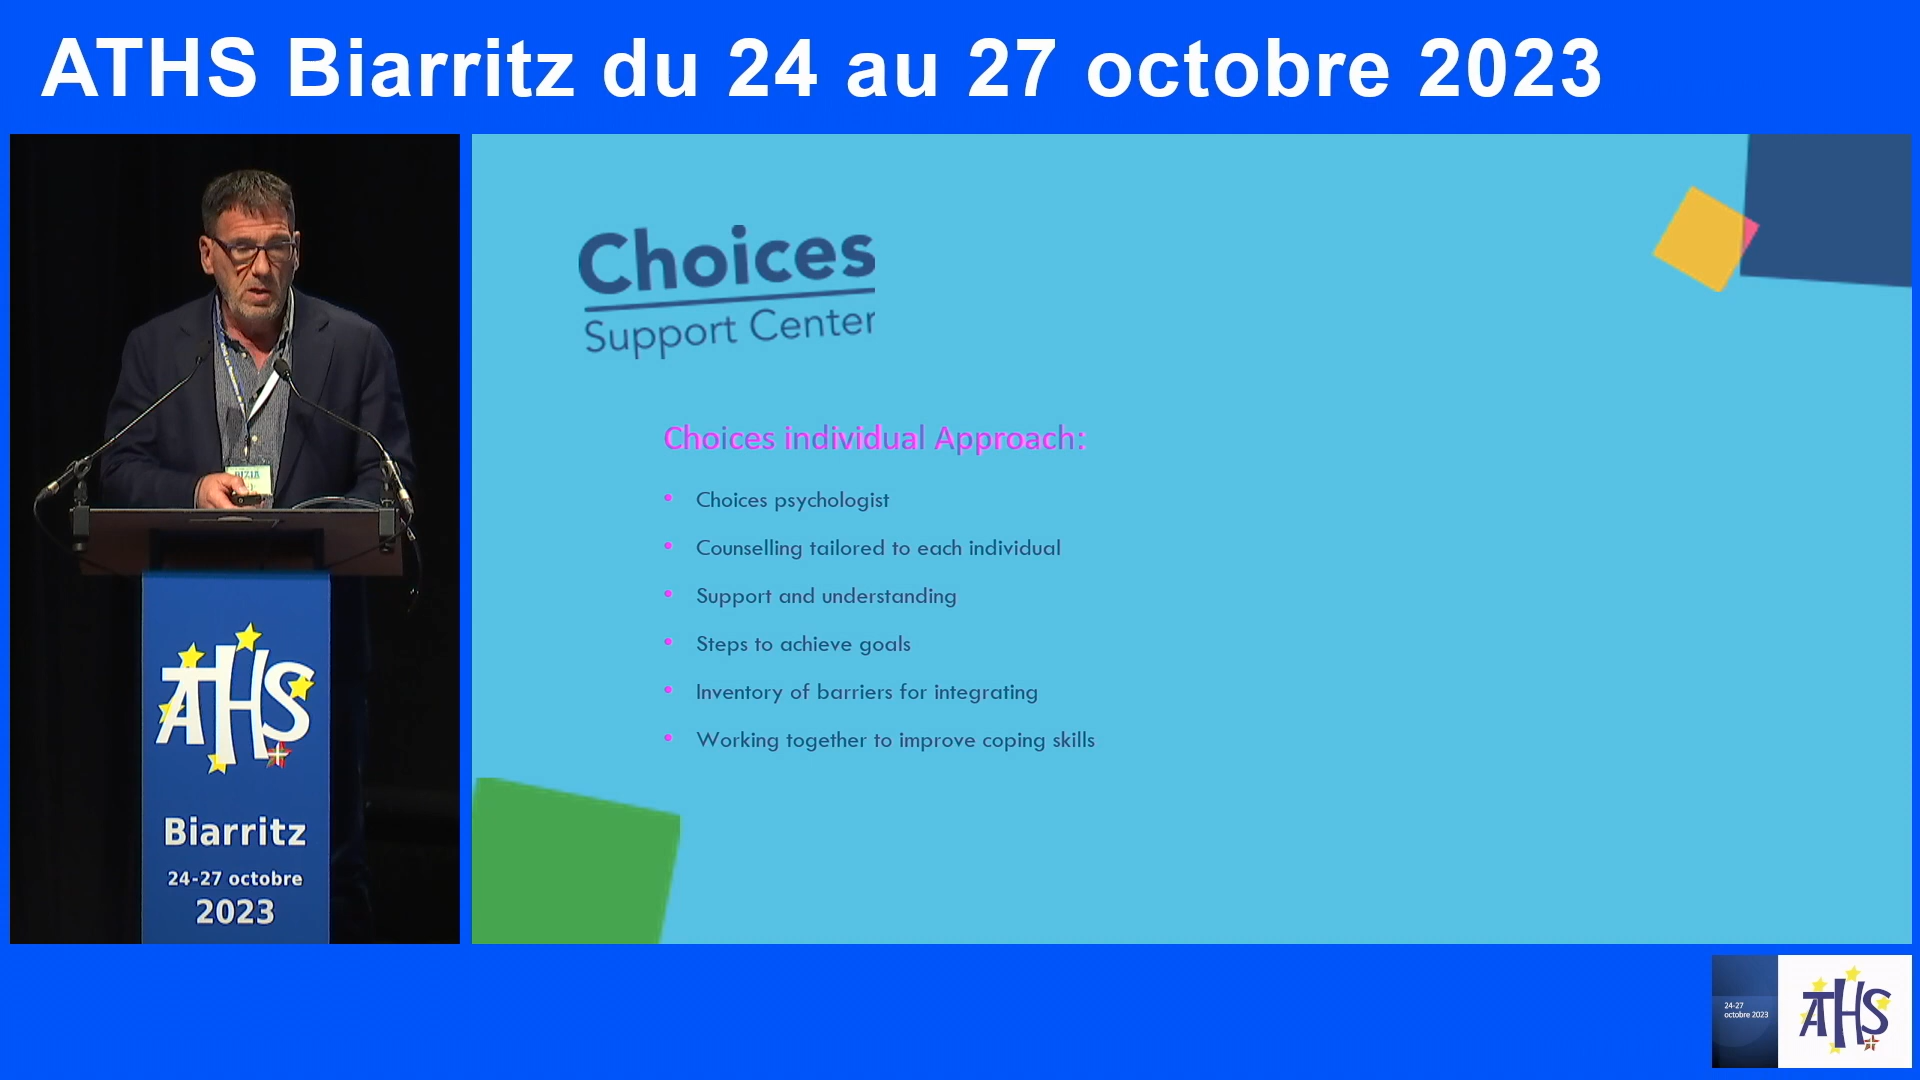 ATHS Biarritz du 24 au 27 octobre 2023
Choices
Support Center
Choices individual Approach:
• Choices psychologist
• Counselling tailored to each individual
• Support and understanding
• Steps to achieve goals
• Inventory of barriers for integrating
• Working together to improve coping skills
BIZIA
ATHS
Biarritz
24-27 octobre
2023
24-27
octobre 2023
ATHS